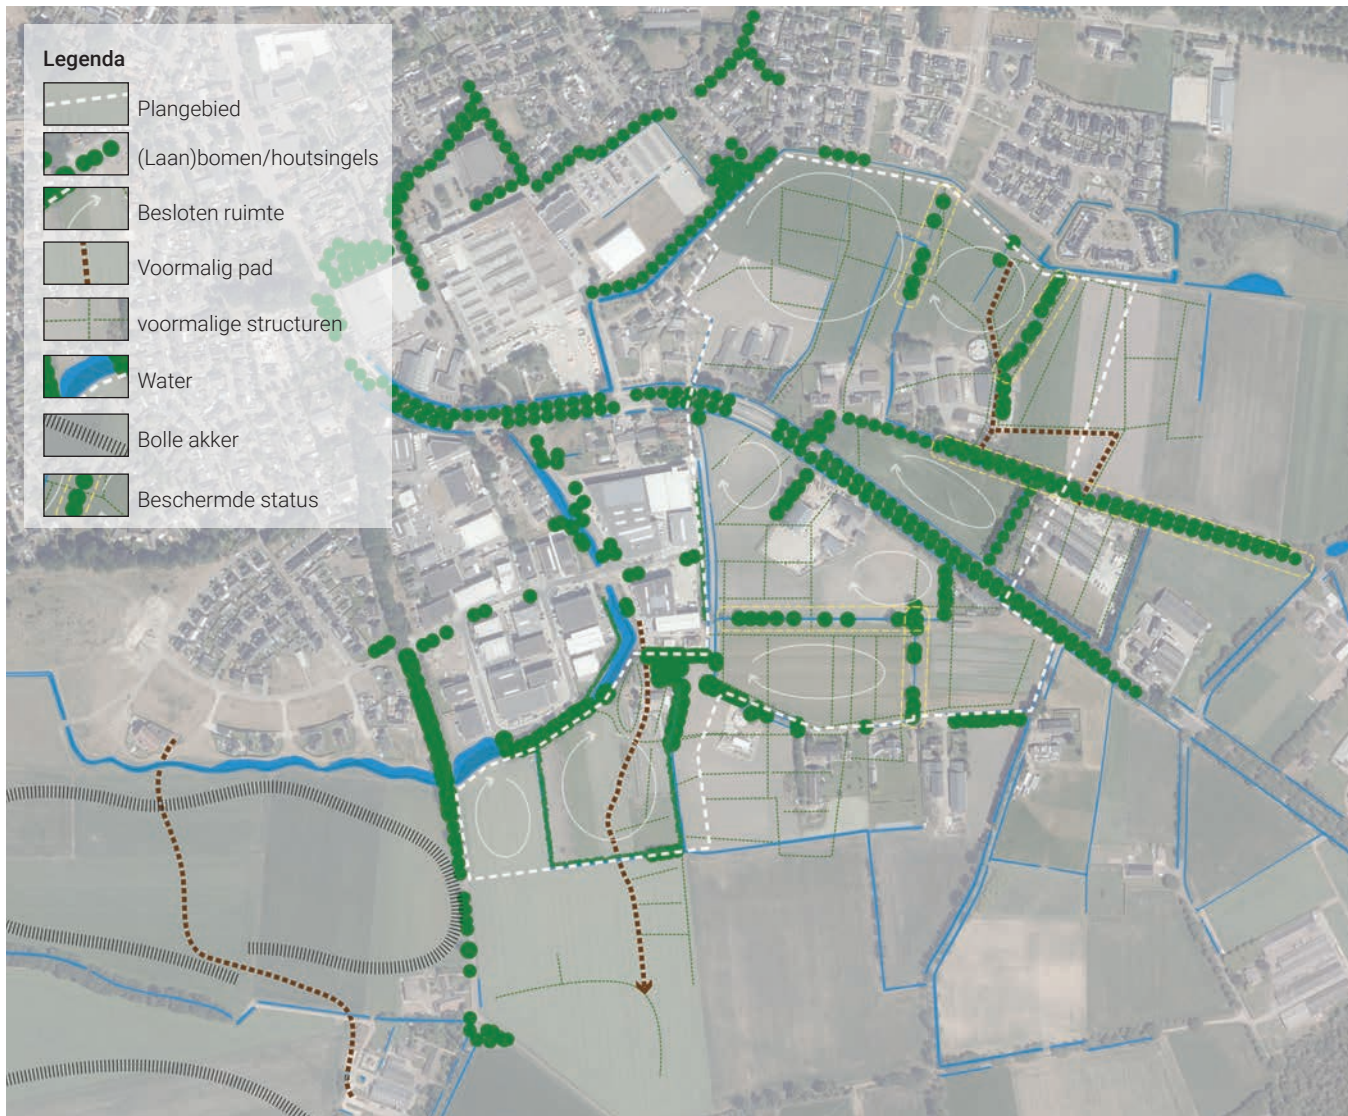 Legenda
Plangebied
(Laan)bomen/houtsingels
Besloten ruimte
Voormalig pad
voormalige structuren
Water
Bolle akker
Beschermde status